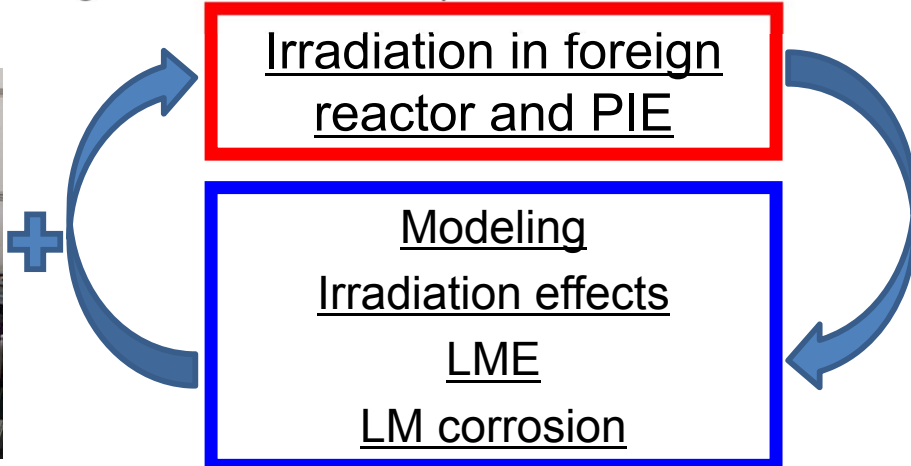 Irradiation in foreign
reactor and PIE
Modeling
Irradiation effects
LME
LM corrosion